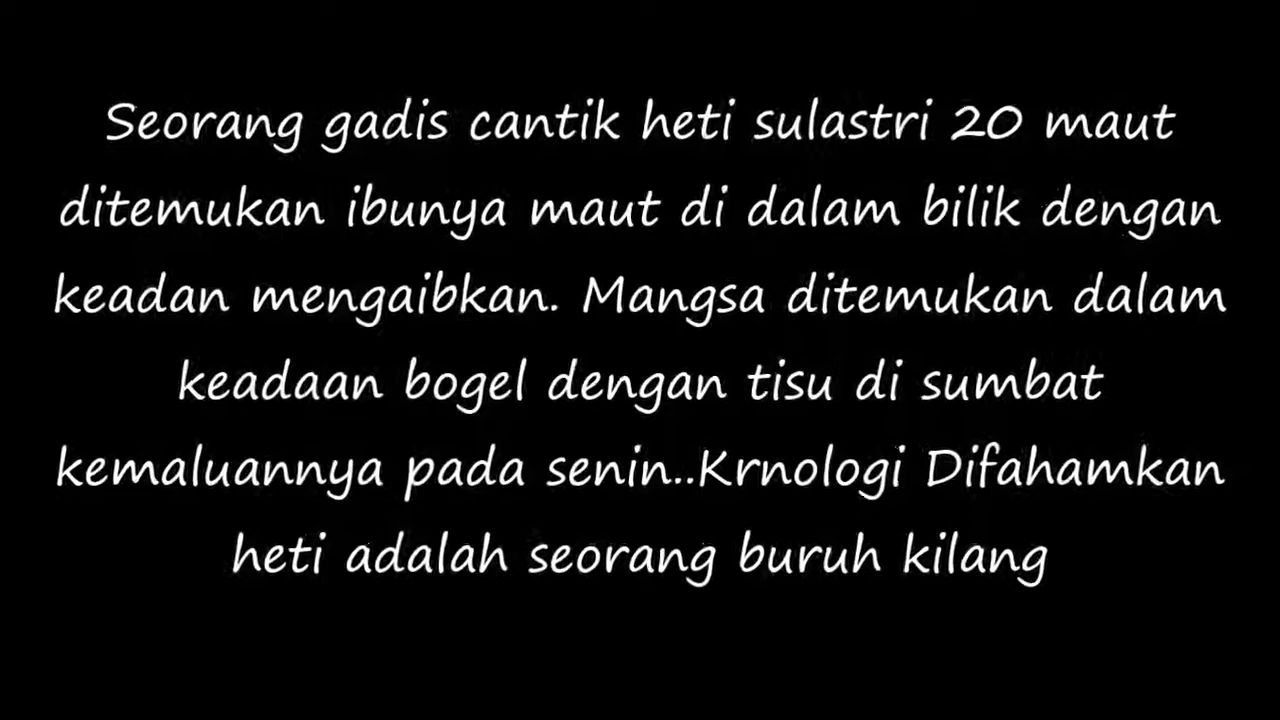 Seorang gadis cantik heti sulastri 20 maut
ditemukan ibunya maut di dalam bilik dengan
keadan mengaibkan. Mangsa ditemukan dalam
keadaan bogel dengan tisu di sumbat
kemaluannya pada senin..Krnologi Difahamkan
heti adalah seorang buruh kilang